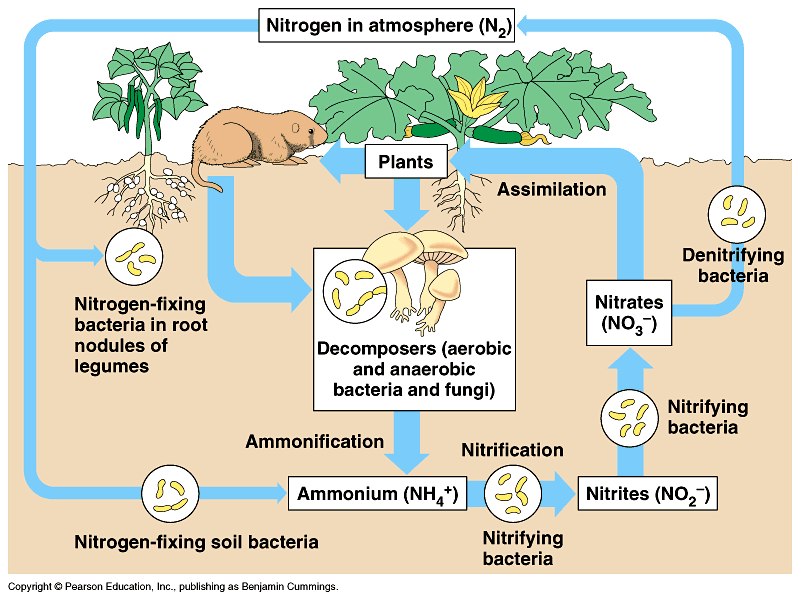 Nitrogen in atmosphere (N₂)
Plants
Assimilation
Denitrifying
bacteria
Nitrogen-fixing
bacteria in root
nodules of
legumes
Nitrates
(NO₃⁻)
Decomposers (aerobic
and anaerobic
bacteria and fungi)
Nitrifying
bacteria
Ammonification
Nitrification
Ammonium (NH₄⁺)
Nitrites (NO₂⁻)
Nitrogen-fixing soil bacteria
Nitrifying
bacteria
Copyright © Pearson Education, Inc., publishing as Benjamin Cummings.